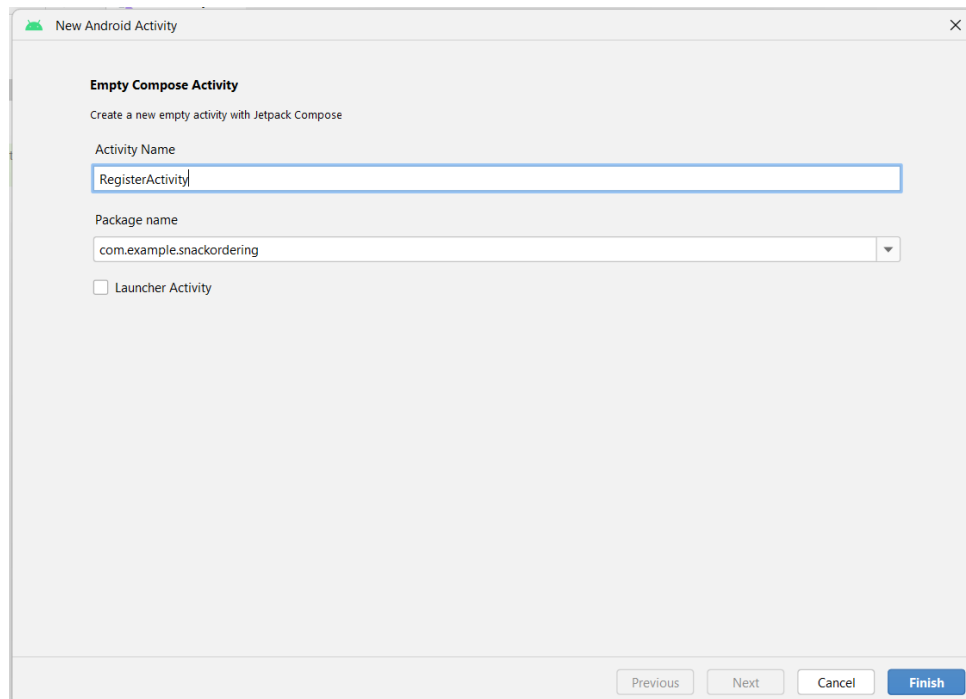 New Android Activity
Empty Compose Activity
Create a new empty activity with Jetpack Compose
Activity Name
RegisterActivity
Package name
com.example.snackordering
Launcher Activity
Previous Next Cancel Finish